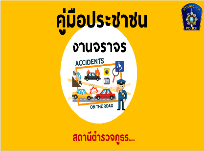 คู่มือประชาชน
งานจราจร
ACCIDENTS
ON THE ROAD
สถานีตำรวจภูธร...